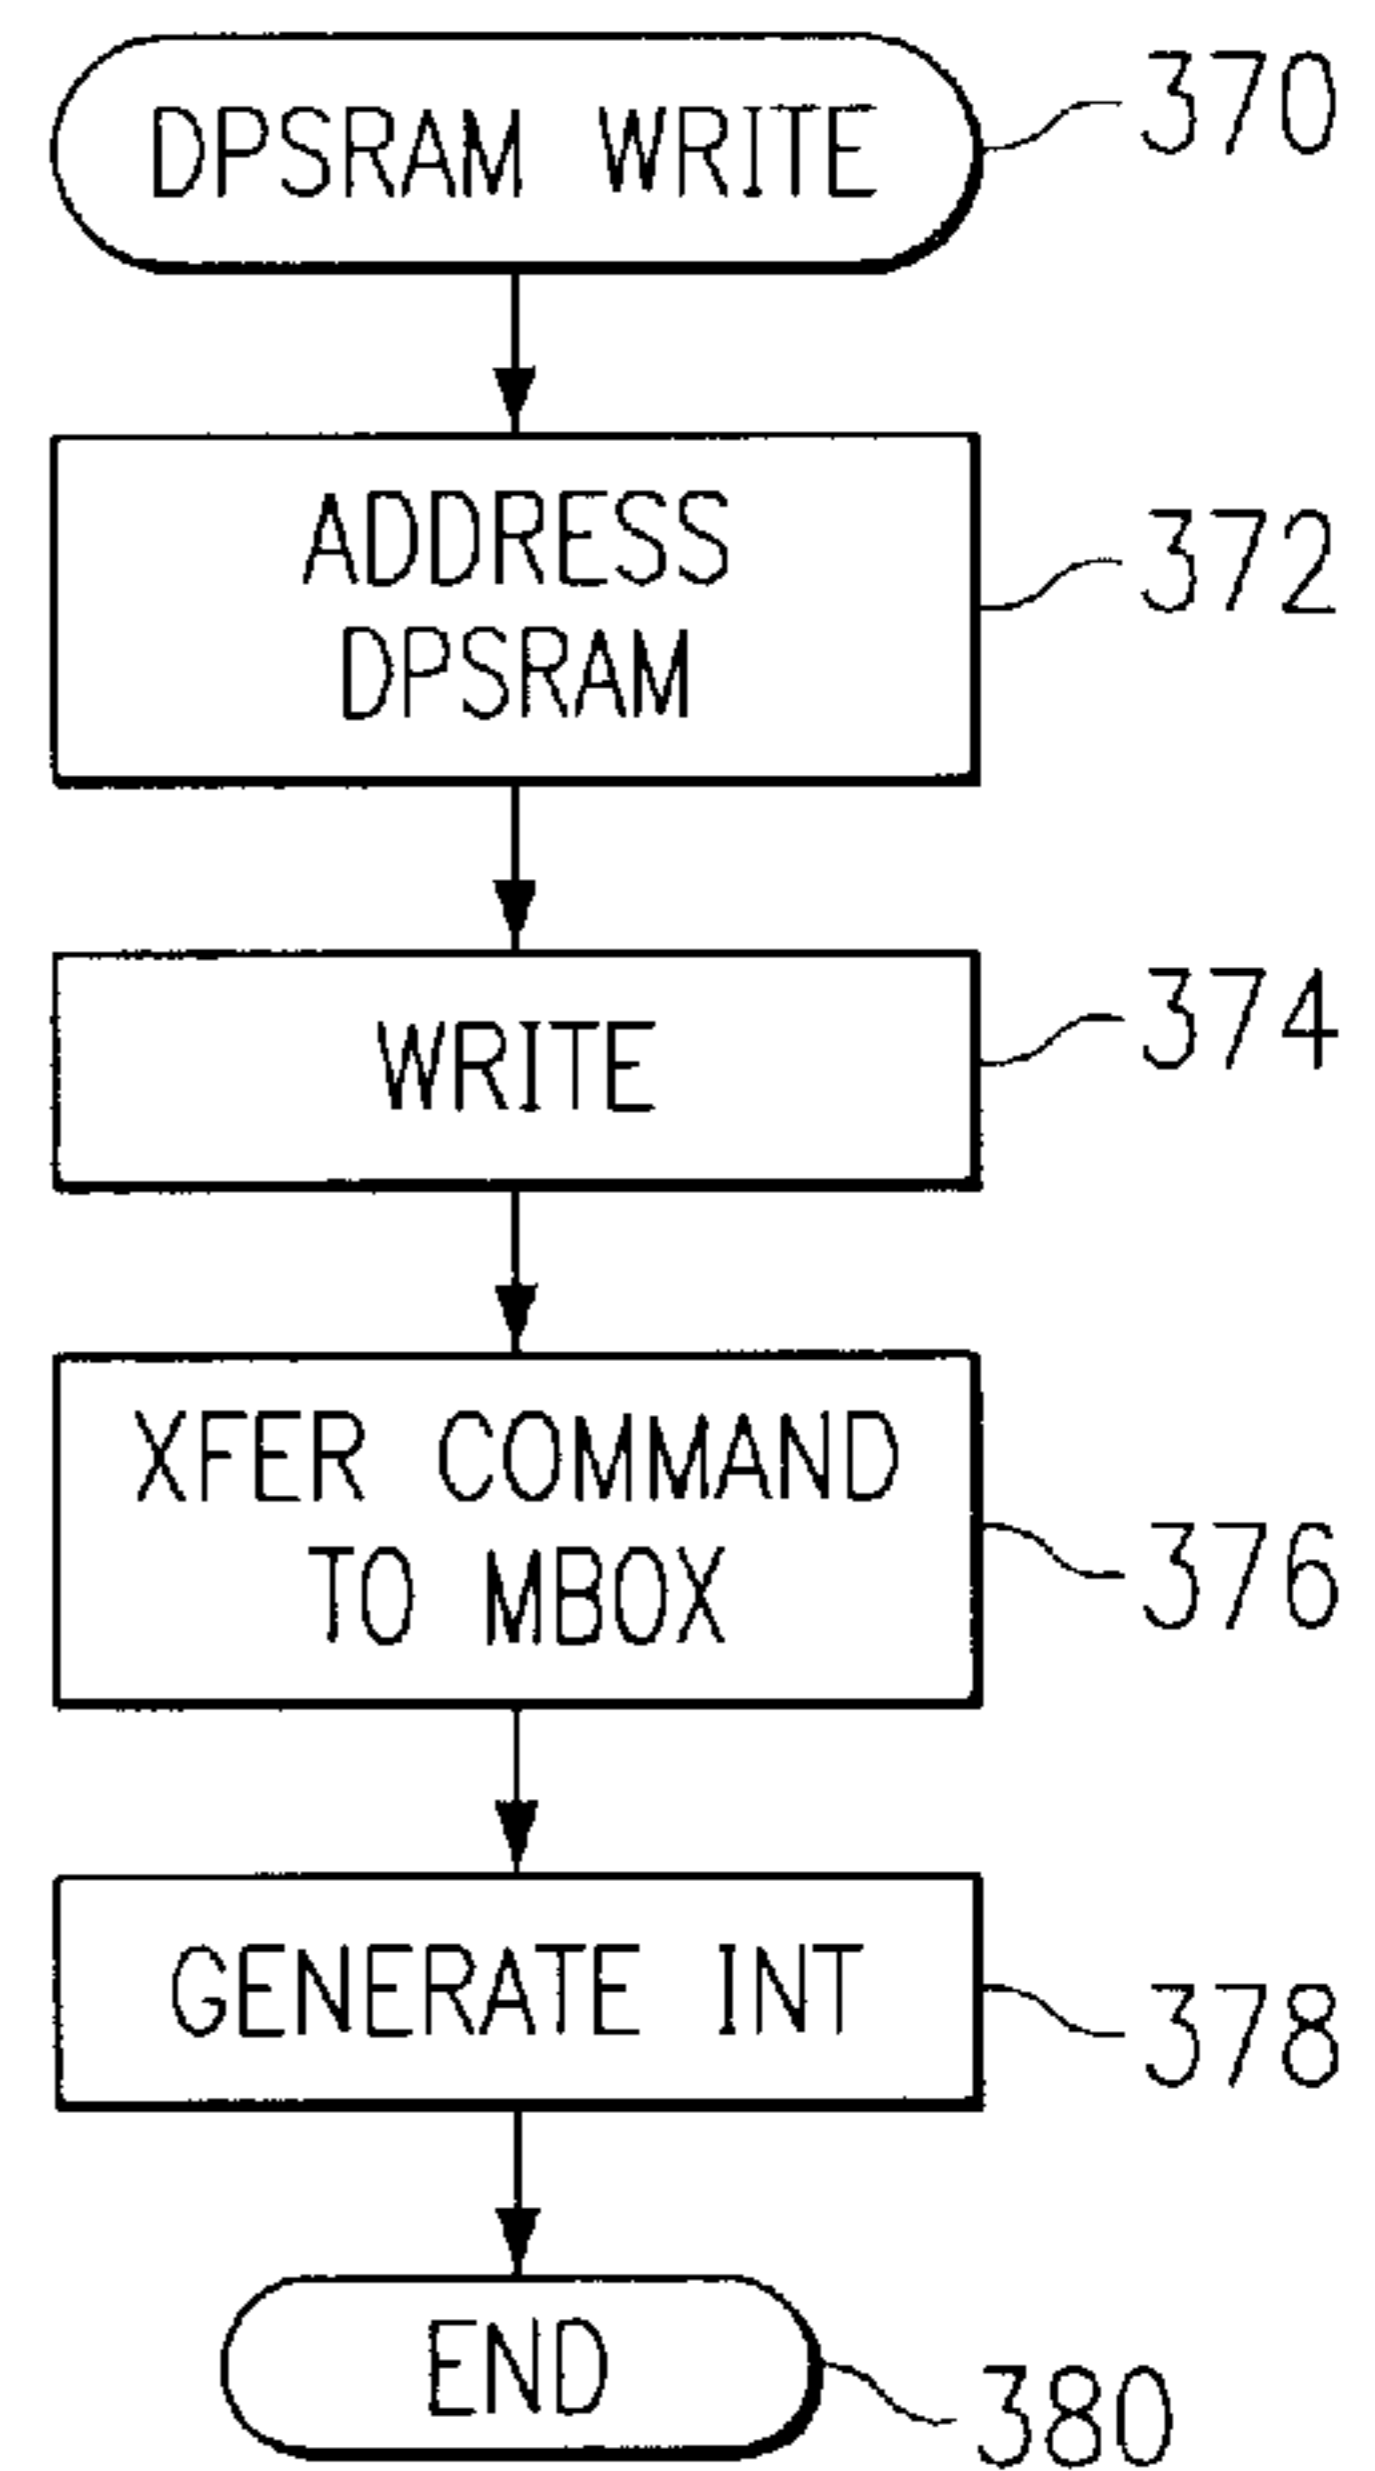 DPSRAM WRITE
370
ADDRESS
DPSRAM
372
WRITE
374
XFER COMMAND
TO MBOX
376
GENERATE INT
378
END
380